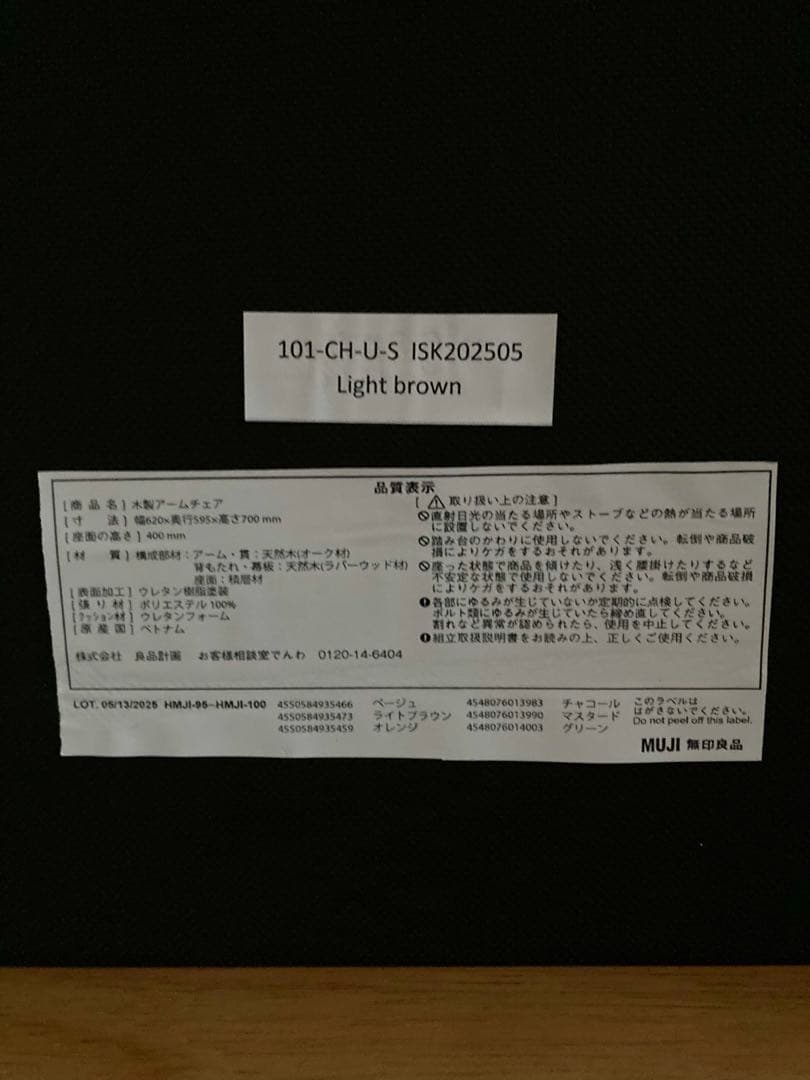 101-CH-U-S ISK202505
Light brown
品質表示
[商品名] 木製アームチェア
[寸 法] 幅620×奥行595×高さ700mm
[座面の高さ] 400mm
[材 質] 構成部材:アーム・貫:天然木(オーク材)
背もたれ・幕板:天然木(ラバーウッド材)
座面:積層材
[表面加工] ウレタン樹脂塗装
[張り材] ポリエステル100%
[クッション材] ウレタンフォーム
[原産国] ベトナム
株式会社 良品計画 お客様相談室でんわ 0120-14-6404
[取り扱い上の注意]
直射日光の当たる場所やストーブなどの熱が当たる場所
に設置しないでください。
踏み台のかわりに使用しないでください。転倒や商品破
損によりケガをするおそれがあります。
座った状態で商品を傾けたり、浅く腰掛けたりするなど
不安定な状態で使用しないでください。転倒や商品破損
によりケガをするおそれがあります。
各部にゆるみが生じていないか定期的に点検してください。
ボルト類にゆるみが生じていたら締め直してください。
割れなど異常が認められたら、使用を中止してください。
組立取扱説明書をお読みの上、正しくご使用ください。
LOT. 05/13/2025 HMJI-95-HMJI-100
4550584935466 ベージュ
4550584935473 ライトブラウン
4550584935459 オレンジ
4548076013983 チャコール
4548076013990 マスタード
4548076014003 グリーン
このラベルは
はがさないでください。
Do not peel off this label.
MUJI 無印良品